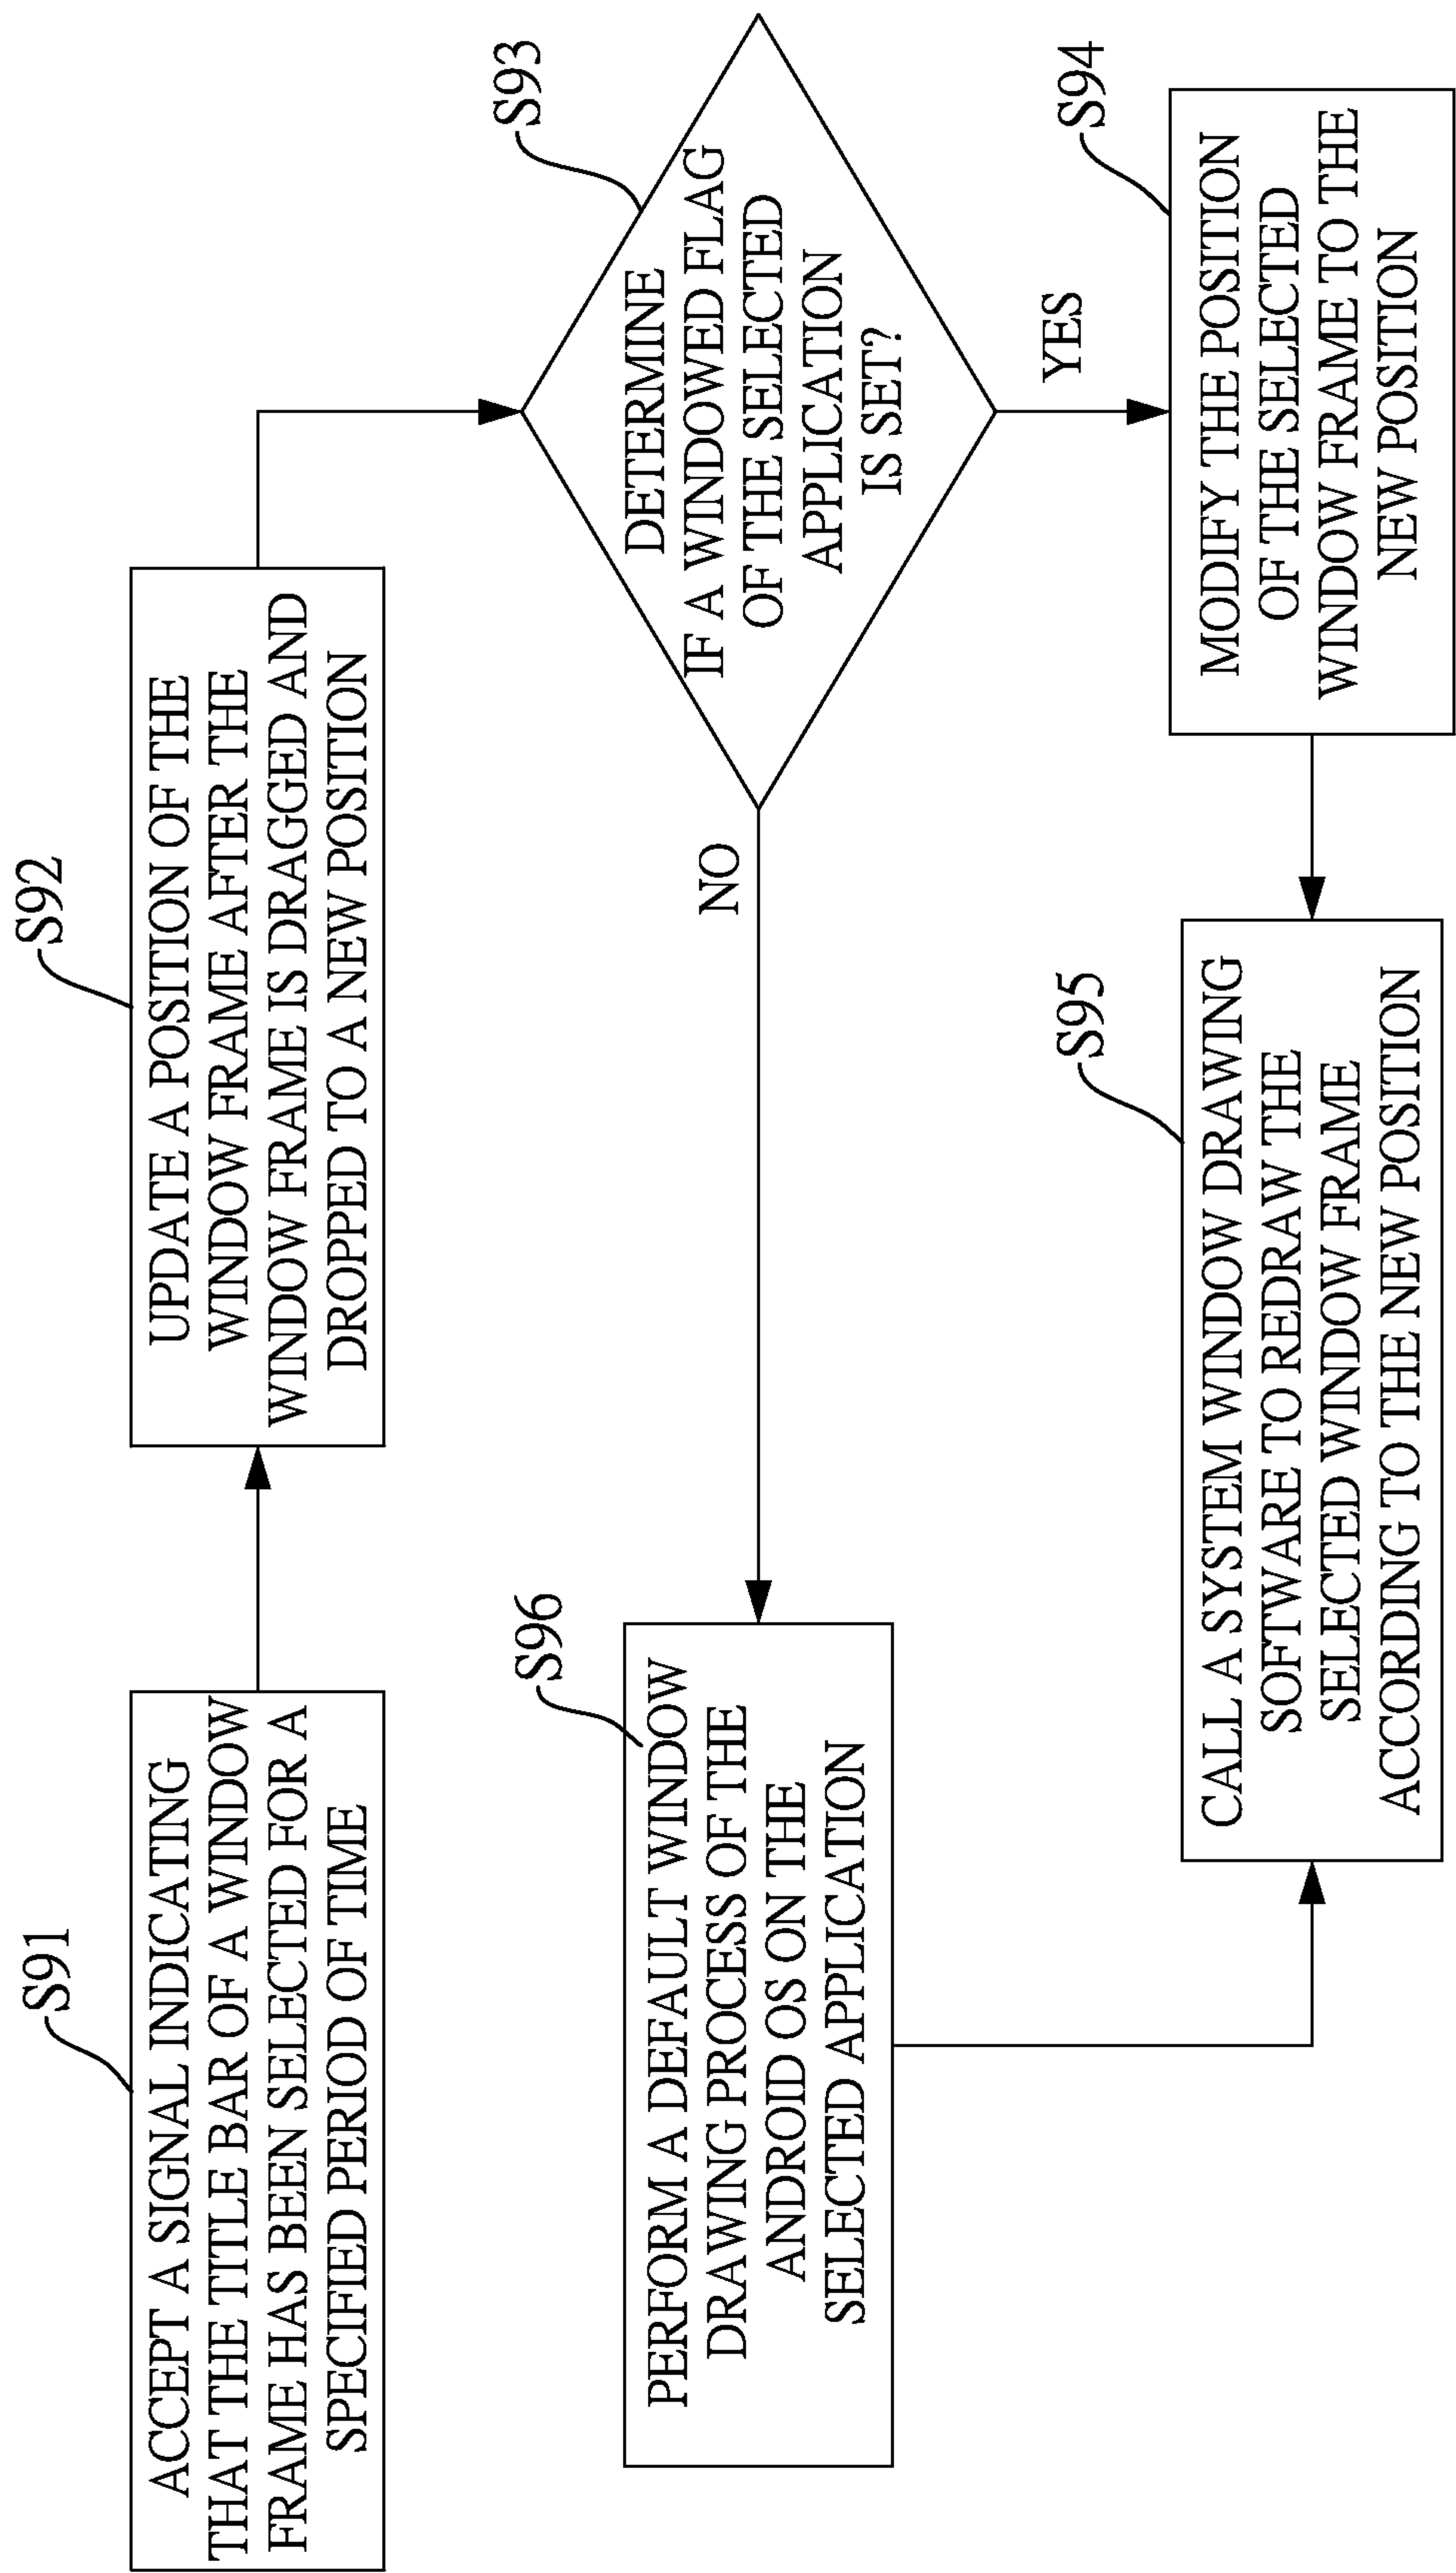 S91
ACCEPT A SIGNAL INDICATING
THAT THE TITLE BAR OF A WINDOW
FRAME HAS BEEN SELECTED FOR A
SPECIFIED PERIOD OF TIME
S92
UPDATE A POSITION OF THE
WINDOW FRAME AFTER THE
WINDOW FRAME IS DRAGGED AND
DROPPED TO A NEW POSITION
S93
DETERMINE
IF A WINDOWED FLAG
OF THE SELECTED
APPLICATION
IS SET?
NO
YES
S96
PERFORM A DEFAULT WINDOW
DRAWING PROCESS OF THE
ANDROID OS ON THE
SELECTED APPLICATION
S94
MODIFY THE POSITION
OF THE SELECTED
WINDOW FRAME TO THE
NEW POSITION
S95
CALL A SYSTEM WINDOW DRAWING
SOFTWARE TO REDRAW THE
SELECTED WINDOW FRAME
ACCORDING TO THE NEW POSITION